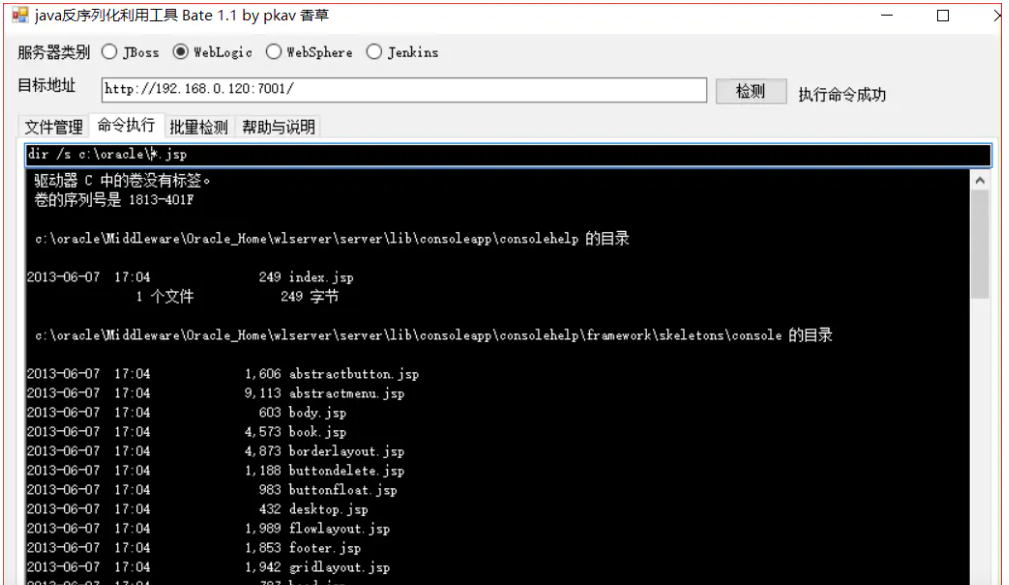 java反序列化利用工具 Bate 1.1 by pkav 香草
服务器类别 JBoss WebLogic WebSphere Jenkins
目标地址 http://192.168.0.120:7001/ 检测 执行命令成功
文件管理 命令执行 批量检测 帮助与说明
dir /s c:\oracle\*.jsp
驱动器 C 中的卷没有标签。
卷的序列号是 1813-401F
c:\oracle\Middleware\Oracle_Home\wlserver\server\lib\consoleapp\consolehelp 的目录
2013-06-07 17:04 249 index.jsp
1 个文件 249 字节
c:\oracle\Middleware\Oracle_Home\wlserver\server\lib\consoleapp\consolehelp\framework\skeletons\console 的目录
2013-06-07 17:04 1,606 abstractbutton.jsp
2013-06-07 17:04 9,113 abstractmenu.jsp
2013-06-07 17:04 603 body.jsp
2013-06-07 17:04 4,573 book.jsp
2013-06-07 17:04 4,873 borderlayout.jsp
2013-06-07 17:04 1,188 buttondelete.jsp
2013-06-07 17:04 983 buttonfloat.jsp
2013-06-07 17:04 432 desktop.jsp
2013-06-07 17:04 1,989 flowlayout.jsp
2013-06-07 17:04 1,853 footer.jsp
2013-06-07 17:04 1,942 gridlayout.jsp